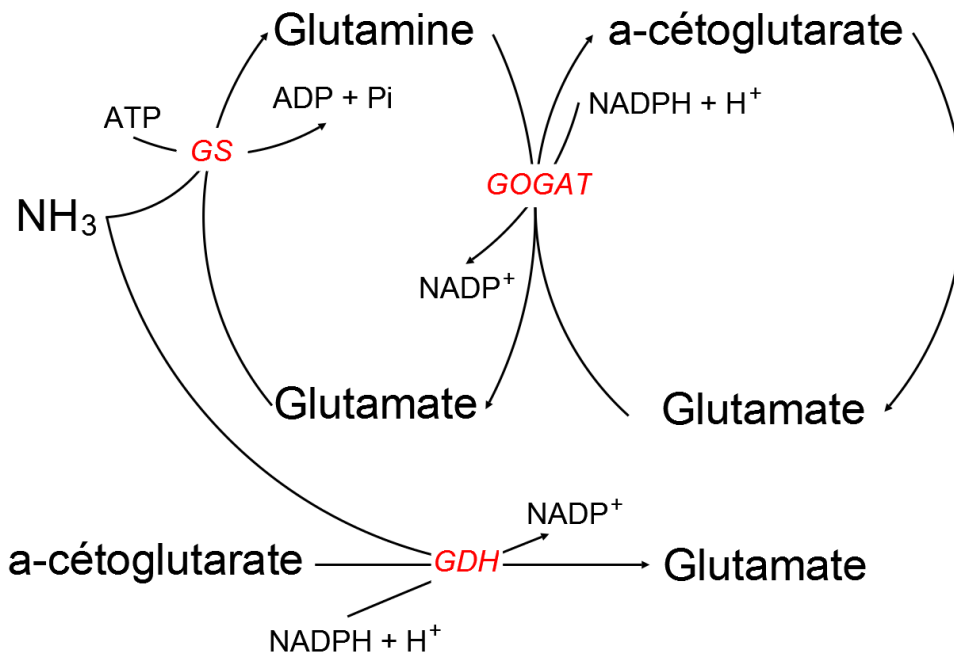 Glutamine
a-cétoglutarate
ATP
ADP + Pi
NADPH + H⁺
GS
GOGAT
NH₃
NADP⁺
Glutamate
Glutamate
NADP⁺
a-cétoglutarate
GDH
Glutamate
NADPH + H⁺